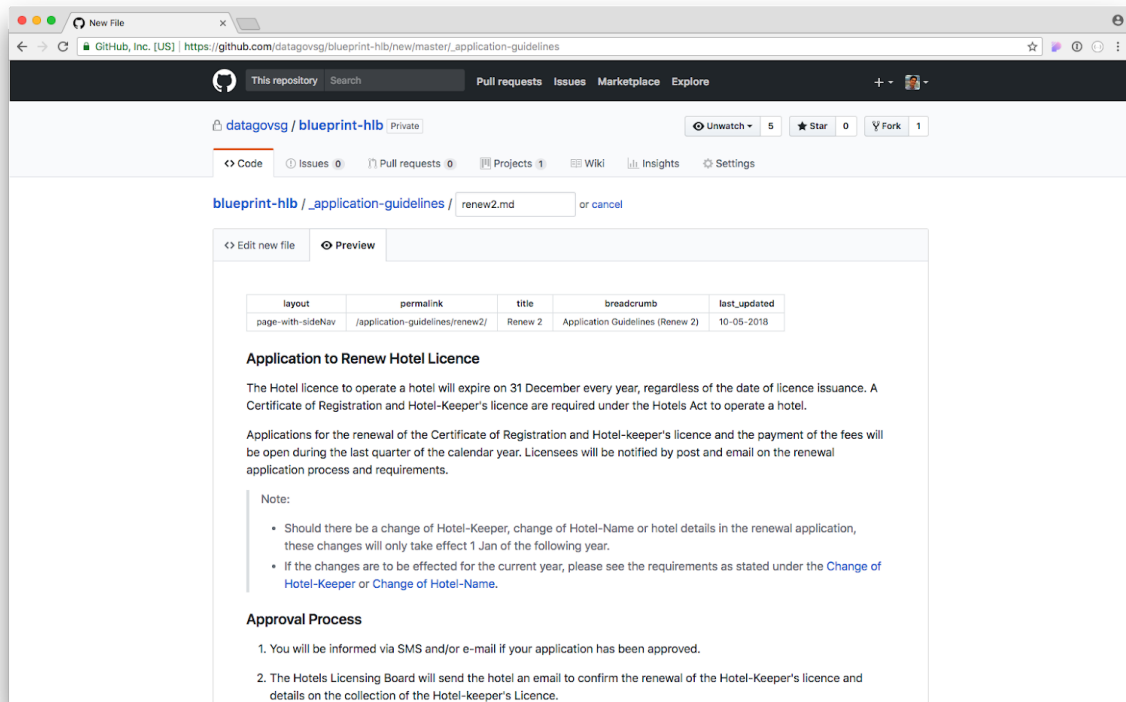 New File
GitHub, Inc. [US] https://github.com/datagovsg/blueprint-hlb/new/master/_application-guidelines
This repository Search Pull requests Issues Marketplace Explore
datagovsg / blueprint-hlb Private Unwatch 5 Star 0 Fork 1
Code Issues 0 Pull requests 0 Projects 1 Wiki Insights Settings
blueprint-hlb / _application-guidelines / renew2.md or cancel
Edit new file Preview
layout permalink title breadcrumb last_updated
page-with-sideNav /application-guidelines/renew2/ Renew 2 Application Guidelines (Renew 2) 10-05-2018
Application to Renew Hotel Licence
The Hotel licence to operate a hotel will expire on 31 December every year, regardless of the date of licence issuance. A
Certificate of Registration and Hotel-Keeper's licence are required under the Hotels Act to operate a hotel.
Applications for the renewal of the Certificate of Registration and Hotel-keeper's licence and the payment of the fees will
be open during the last quarter of the calendar year. Licensees will be notified by post and email on the renewal
application process and requirements.
Note:
• Should there be a change of Hotel-Keeper, change of Hotel-Name or hotel details in the renewal application,
these changes will only take effect 1 Jan of the following year.
• If the changes are to be effected for the current year, please see the requirements as stated under the Change of
Hotel-Keeper or Change of Hotel-Name.
Approval Process
1. You will be informed via SMS and/or e-mail if your application has been approved.
2. The Hotels Licensing Board will send the hotel an email to confirm the renewal of the Hotel-Keeper's licence and
details on the collection of the Hotel-keeper's Licence.